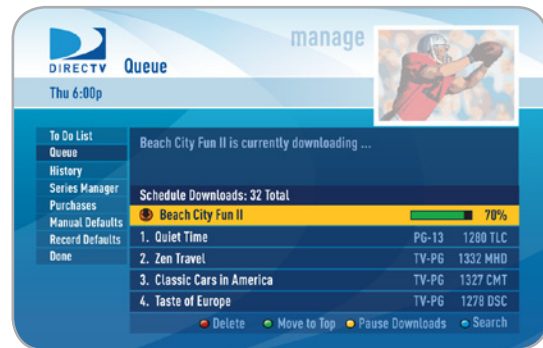 manage
DIRECTV Queue
Thu 6:00p
To Do List
Queue
History
Series Manager
Purchases
Manual Defaults
Record Defaults
Done
Beach City Fun II is currently downloading ...
Schedule Downloads: 32 Total
Beach City Fun II 70%
1. Quiet Time PG-13 1280 TLC
2. Zen Travel TV-PG 1332 MHD
3. Classic Cars in America TV-PG 1327 CMT
4. Taste of Europe TV-PG 1278 DSC
Delete Move to Top Pause Downloads Search